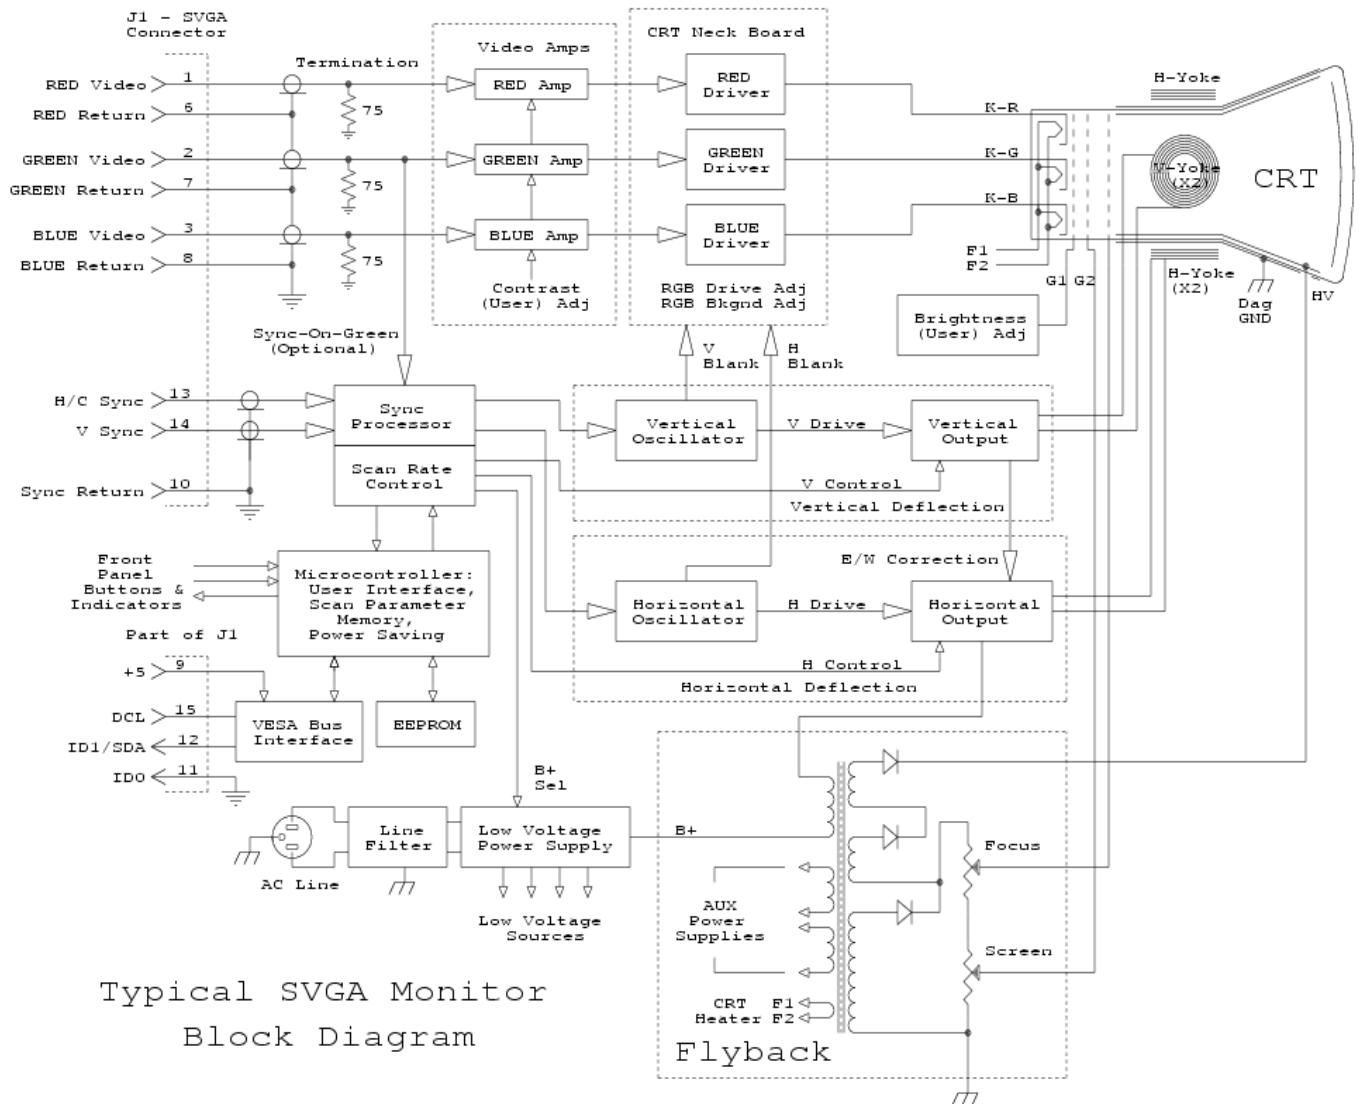 J1 - SVGA
Connector
RED Video
1
RED Return
6
GREEN Video
2
GREEN Return
7
BLUE Video
3
BLUE Return
8
Termination
75
75
75
Video Amps
RED Amp
GREEN Amp
BLUE Amp
Contrast
(User) Adj
CRT Neck Board
RED
Driver
GREEN
Driver
BLUE
Driver
RGB Drive Adj
RGB Bkgnd Adj
K-R
K-G
K-B
F1
F2
G1 G2
H-Yoke
V-Yoke
(X2)
CRT
H-Yoke
(X2)
Dag
GND
HV
Brightness
(User) Adj
Sync-On-Green
(Optional)
V
Blank
H
Blank
H/C Sync
13
V Sync
14
Sync Return
10
Sync
Processor
Scan Rate
Control
Vertical
Oscillator
V Drive
Vertical
Output
V Control
Vertical Deflection
Front
Panel
Buttons &
Indicators
Microcontroller:
User Interface,
Scan Parameter
Memory,
Power Saving
E/W Correction
Horizontal
Oscillator
H Drive
Horizontal
Output
H Control
Horizontal Deflection
Part of J1
+5
9
DCL
15
ID1/SDA
12
ID0
11
VESA Bus
Interface
EEPROM
B+
Sel
AC Line
Line
Filter
Low Voltage
Power Supply
Low Voltage
Sources
B+
AUX
Power
Supplies
CRT F1
Heater F2
Focus
Screen
Flyback
Typical SVGA Monitor
Block Diagram